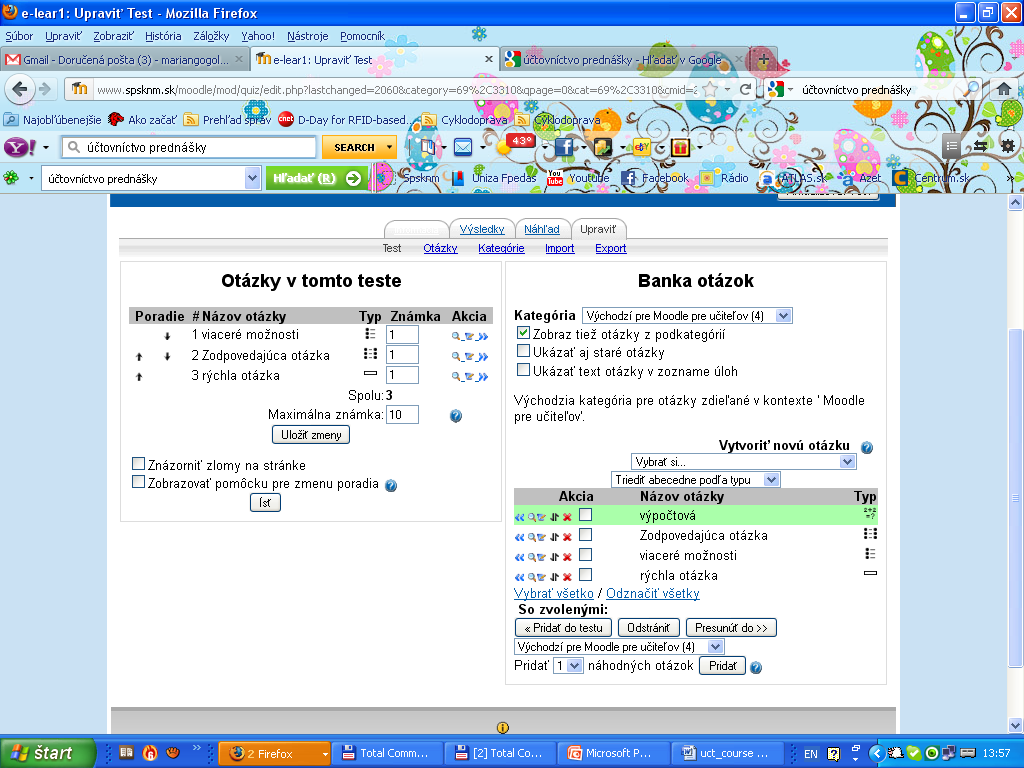 e-lear1: Upraviť Test - Mozilla Firefox
Súbor Upraviť Zobraziť História Záložky Yahoo! Nástroje Pomocník
Gmail - Doručená pošta (3) - mariangogol... e-lear1: Upraviť Test účtovníctvo prednášky - Hľadať v Google
www.spsknm.sk/moodle/mod/quiz/edit.php?lastchanged=2060&category=69%2C3310&qpage=0&cat=69%2C3310&cmid=2 účtovníctvo prednášky
Najobľúbenejšie Ako začať Prehľad správ cnet D-Day for RFID-based... Cyklodoprava Cyklodoprava
Y! účtovníctvo prednášky SEARCH 43° eBY
účtovníctvo prednášky Hľadať (R) Spsknm Uniza Fpedas You Tube Youtube Facebook Rádio ATLAS.sk Azet Centrum.sk
Výsledky Náhľad Upraviť
Test Otázky Kategórie Import Export
Otázky v tomto teste
Poradie # Názov otázky Typ Známka Akcia
1 viaceré možnosti 1
2 Zodpovedajúca otázka 1
3 rýchla otázka 1
Spolu: 3
Maximálna známka: 10
Uložiť zmeny
Znázorniť zlomy na stránke
Zobrazovať pomôcku pre zmenu poradia
Ísť
Banka otázok
Kategória Východzí pre Moodle pre učiteľov (4)
Zobraz tiež otázky z podkategórií
Ukázať aj staré otázky
Ukázať text otázky v zozname úloh
Východzia kategória pre otázky zdieľané v kontexte ' Moodle
pre učiteľov'.
Vytvoriť novú otázku
Vybrať si...
Triediť abecedne podľa typu
Akcia Názov otázky Typ
výpočtová 2+2 =?
Zodpovedajúca otázka
viaceré možnosti
rýchla otázka
Vybrať všetko / Odznačiť všetky
So zvolenými:
« Pridať do testu Odstrániť Presunúť do >>
Východzí pre Moodle pre učiteľov (4)
Pridať 1 náhodných otázok Pridať
štart 2 Firefox Total Comm... [2] Total Co... Microsoft P... uct_course ... EN 13:57